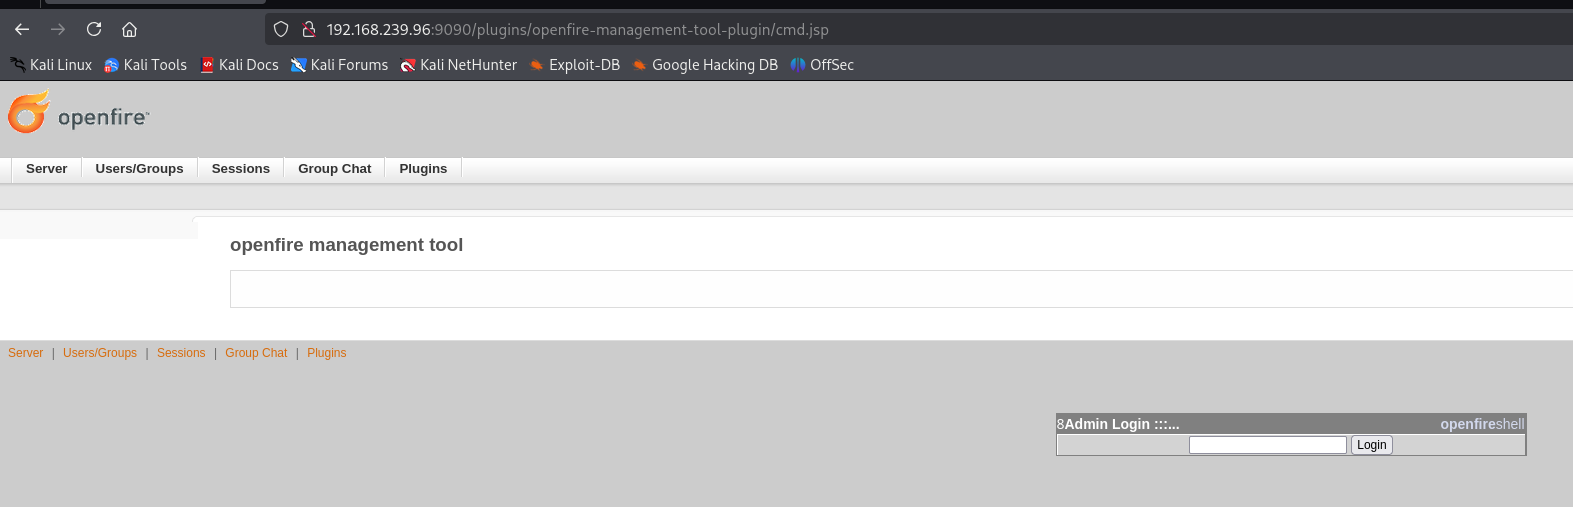 192.168.239.96:9090/plugins/openfire-management-tool-plugin/cmd.jsp
Kali Linux Kali Tools Kali Docs Kali Forums Kali NetHunter Exploit-DB Google Hacking DB OffSec
openfire™
Server Users/Groups Sessions Group Chat Plugins
openfire management tool
Server | Users/Groups | Sessions | Group Chat | Plugins
8Admin Login :::... openfireshell
Login